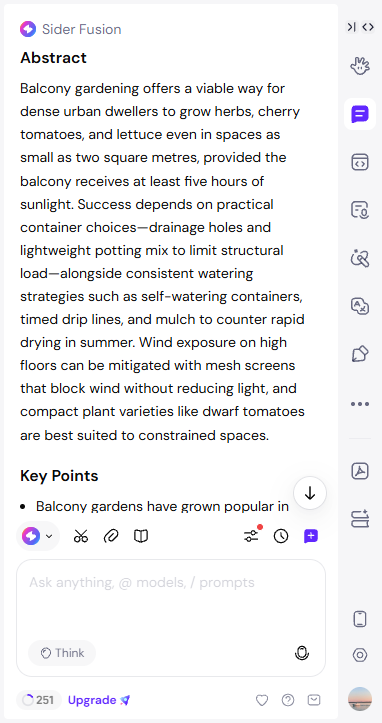 Sider Fusion
Abstract
Balcony gardening offers a viable way for
dense urban dwellers to grow herbs, cherry
tomatoes, and lettuce even in spaces as
small as two square metres, provided the
balcony receives at least five hours of
sunlight. Success depends on practical
container choices—drainage holes and
lightweight potting mix to limit structural
load—alongside consistent watering
strategies such as self-watering containers,
timed drip lines, and mulch to counter rapid
drying in summer. Wind exposure on high
floors can be mitigated with mesh screens
that block wind without reducing light, and
compact plant varieties like dwarf tomatoes
are best suited to constrained spaces.
Key Points
• Balcony gardens have grown popular in
Ask anything, @ models, / prompts
Think
251 Upgrade